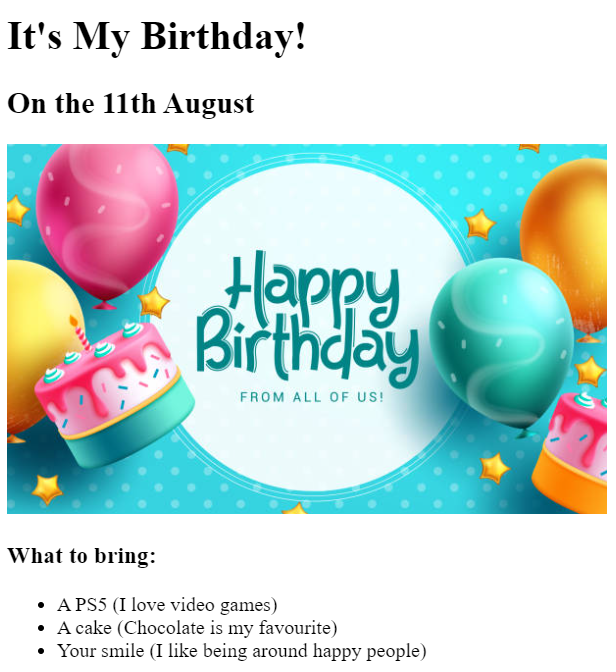 It's My Birthday!
On the 11th August
Happy
Birthday
FROM ALL OF US!
What to bring:
• A PS5 (I love video games)
• A cake (Chocolate is my favourite)
• Your smile (I like being around happy people)